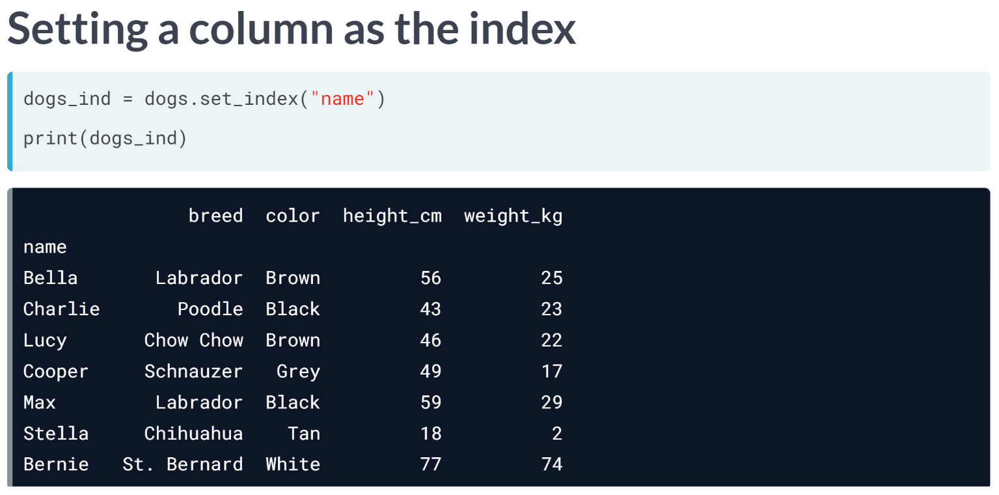 Setting a column as the index
dogs_ind = dogs.set_index("name")
print(dogs_ind)
               breed  color  height_cm  weight_kg
name
Bella       Labrador  Brown         56         25
Charlie       Poodle  Black         43         23
Lucy       Chow Chow  Brown         46         22
Cooper     Schnauzer   Grey         49         17
Max         Labrador  Black         59         29
Stella     Chihuahua    Tan         18          2
Bernie   St. Bernard  White         77         74